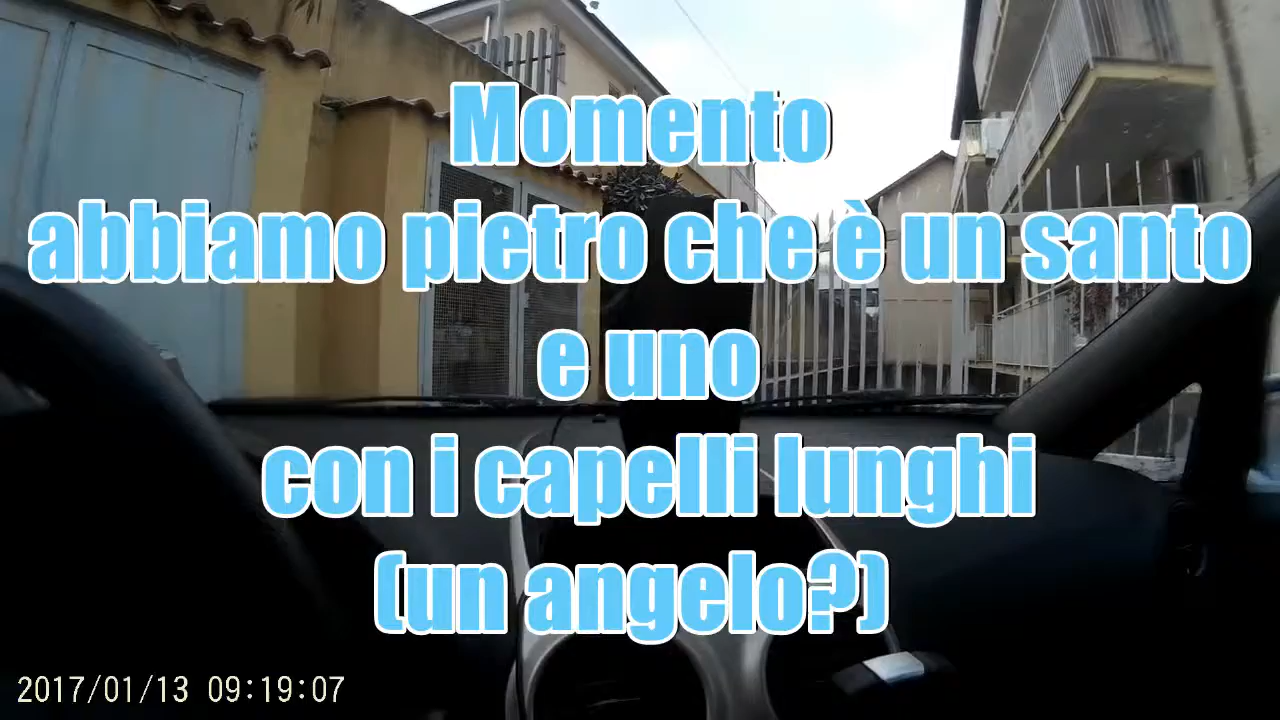 Momento
abbiamo pietro che è un santo
e uno
con i capelli lunghi
(un angelo?)
2017/01/13 09:19:07